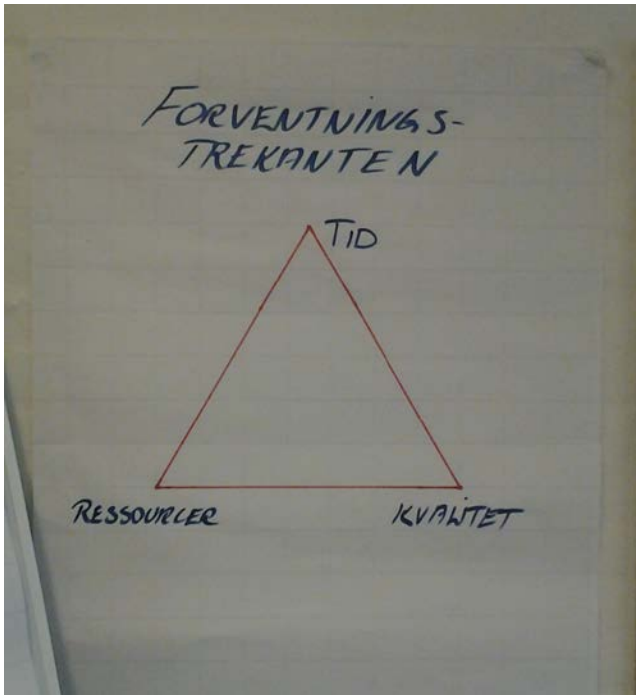 FORVENTNINGS-
TREKANTEN
TID
RESSOURCER
KVALITET